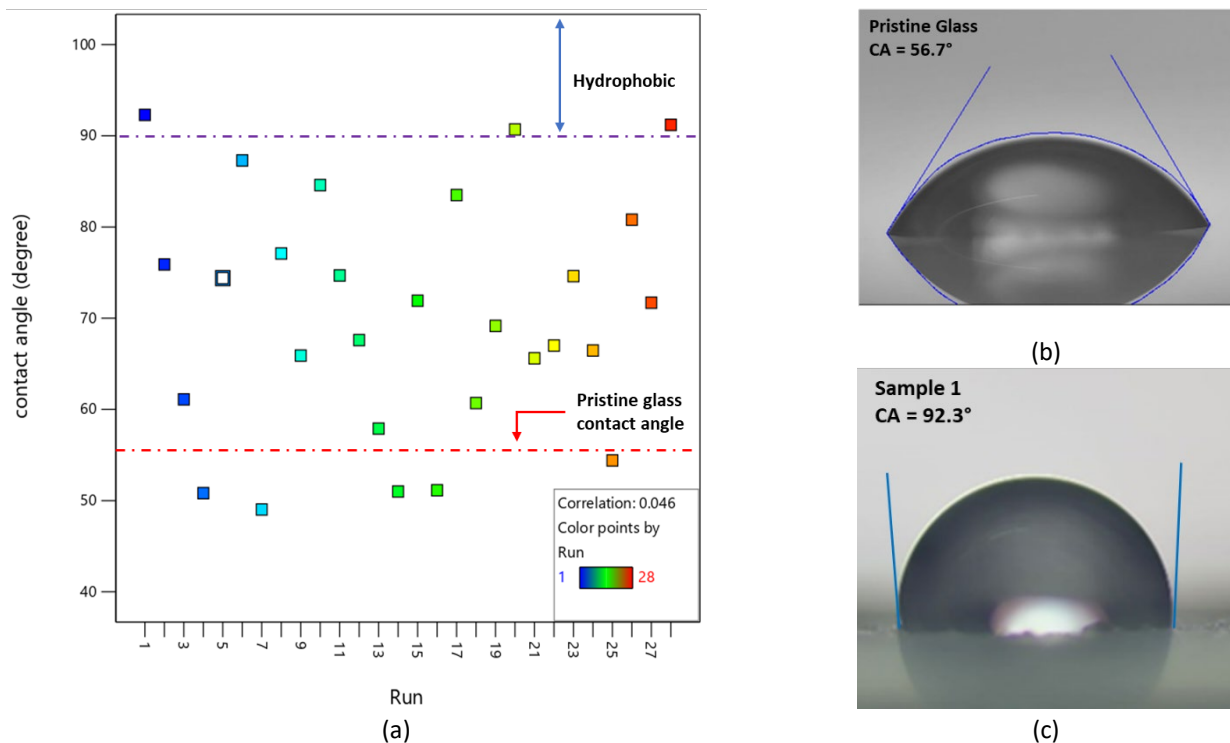 100
90
80
70
60
50
40
contact angle (degree)
Hydrophobic
Pristine glass
contact angle
Correlation: 0.046
Color points by
Run
1 28
1 3 5 7 9 11 13 15 17 19 21 23 25 27
Run
(a)
Pristine Glass
CA = 56.7°
(b)
Sample 1
CA = 92.3°
(c)